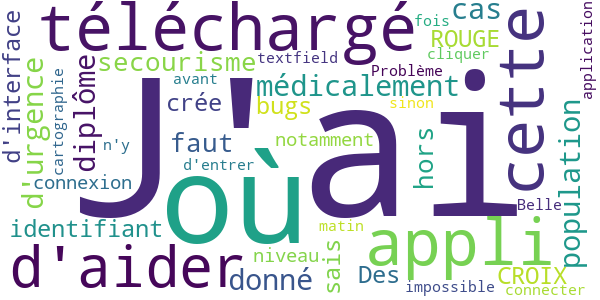 téléchargé
fois
cas
ROUGE
cliquer
application
d'interface
secourisme
textfield
Problème
cette
cartographie
diplôme
avant
médicalement
d'urgence
crée
bugs
sinon
J'ai
où
n'y
faut
notamment
hors
population
d'entrer
connexion
Belle
identifiant
matin
appli
d'aider
niveau
sais
donné
Des
CROIX
impossible
connecter